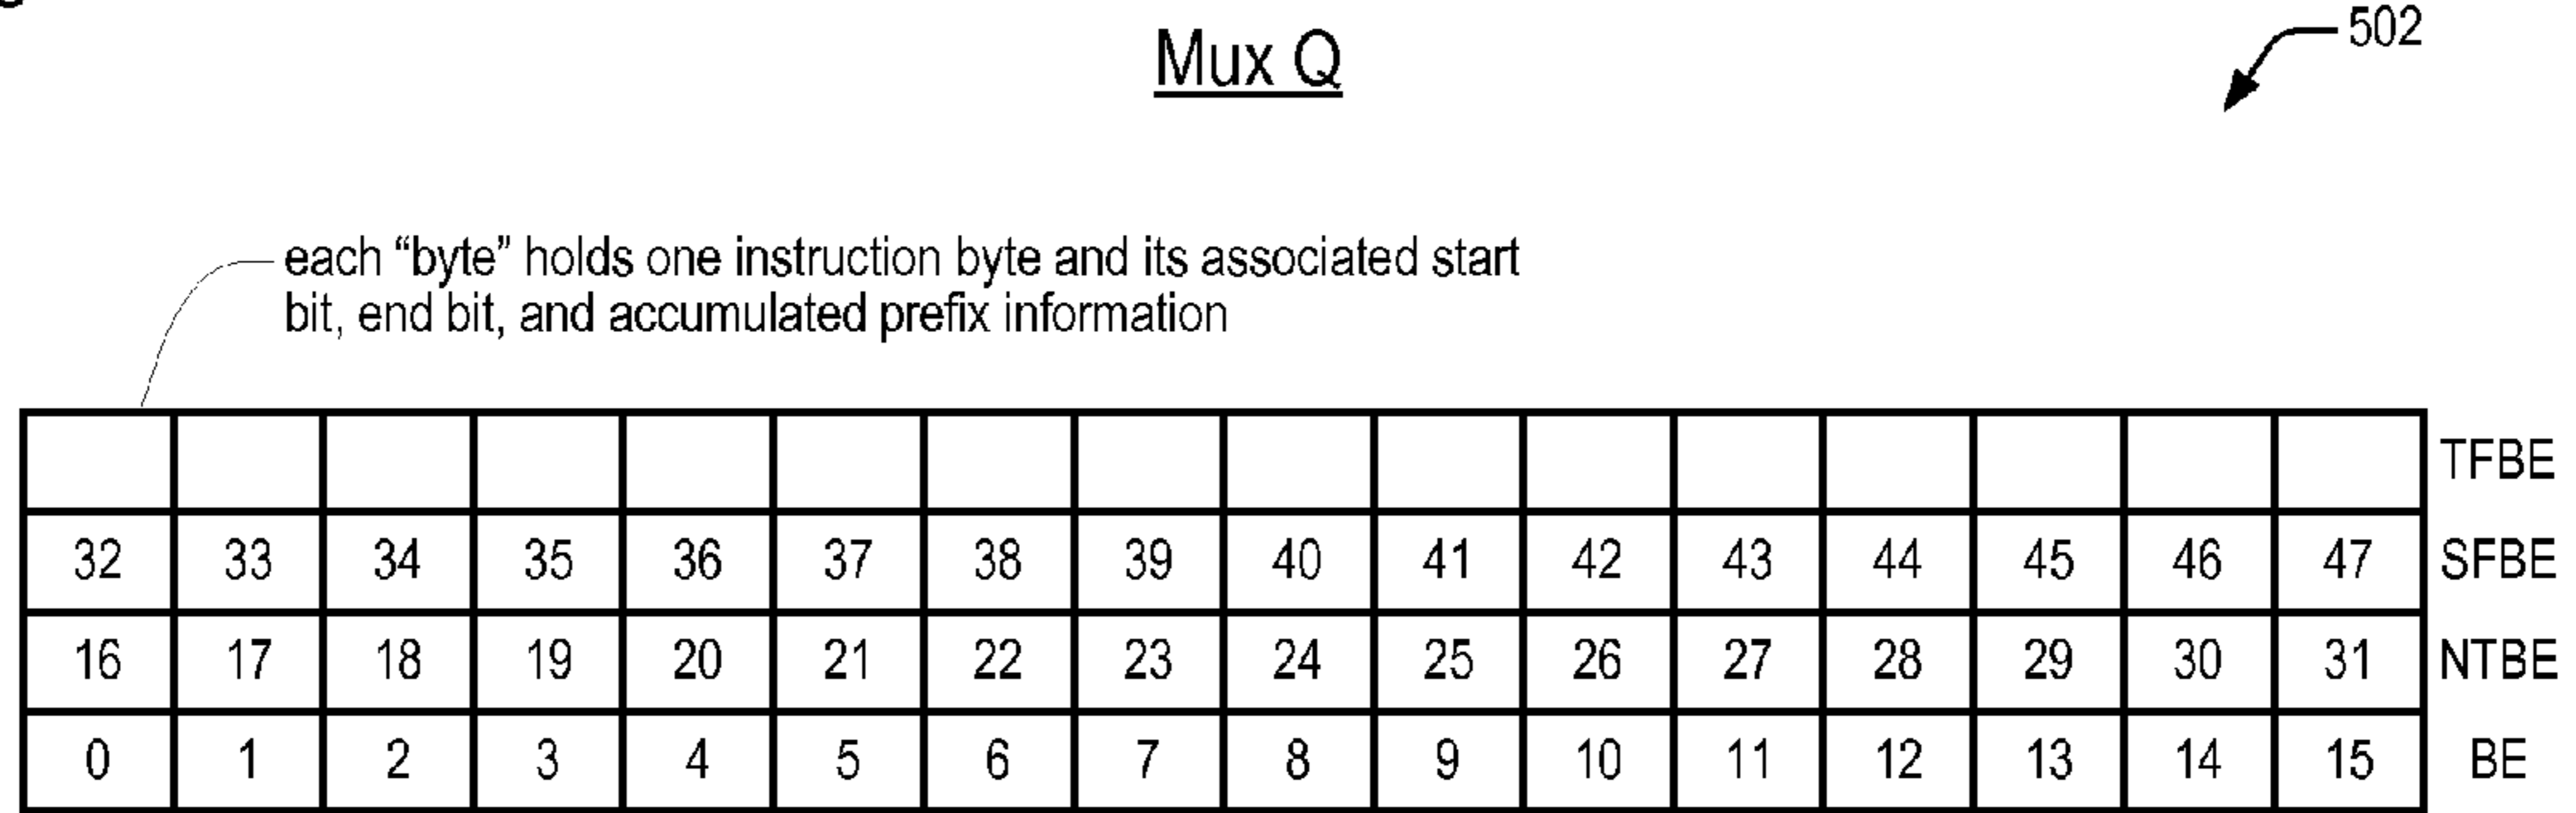 Mux Q
502
each “byte” holds one instruction byte and its associated start
bit, end bit, and accumulated prefix information
TFBE
32 33 34 35 36 37 38 39 40 41 42 43 44 45 46 47 SFBE
16 17 18 19 20 21 22 23 24 25 26 27 28 29 30 31 NTBE
0 1 2 3 4 5 6 7 8 9 10 11 12 13 14 15 BE